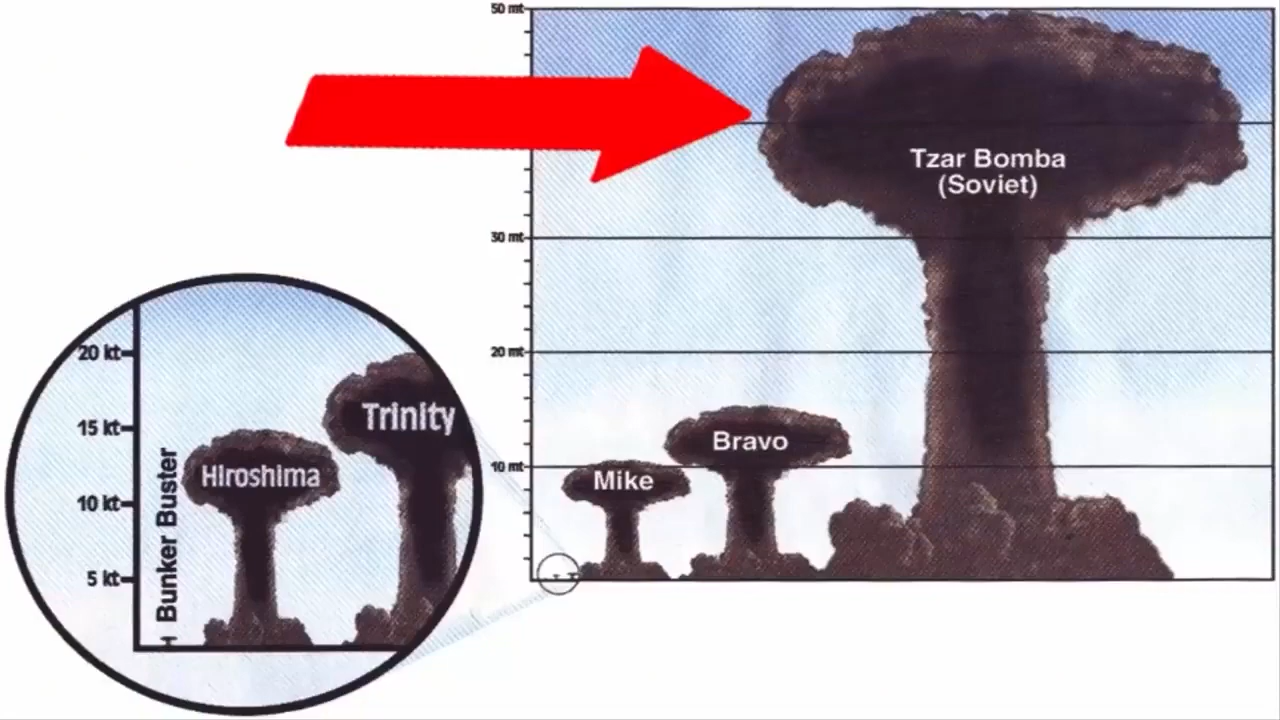 50 mt
Tzar Bomba
(Soviet)
30 mt
20 mt
Bravo
10 mt
Mike
20 kt
15 kt
10 kt
5 kt
Bunker Buster
Hiroshima
Trinity